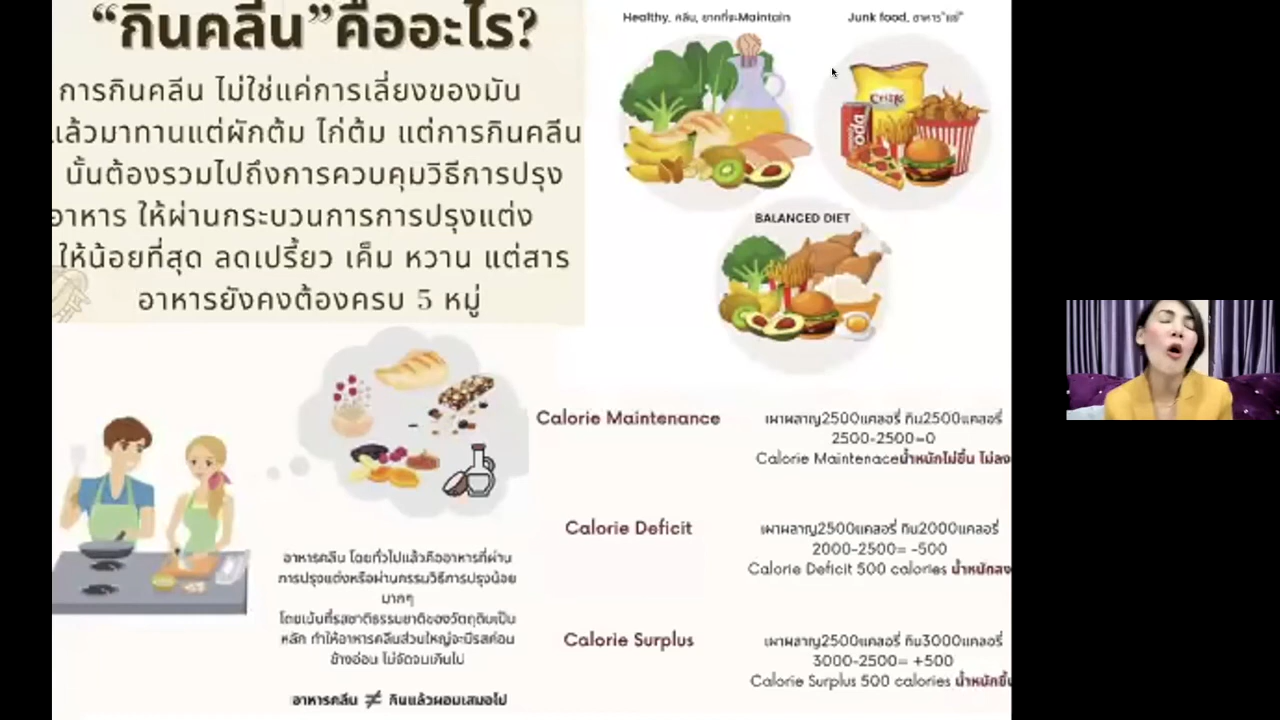 “กินคลีน”คืออะไร?
การกินคลีน ไม่ใช่แค่การเลี่ยงของมัน
แล้วมาทานแต่ผักต้ม ไก่ต้ม แต่การกินคลีน
นั้นต้องรวมไปถึงการควบคุมวิธีการปรุง
อาหาร ให้ผ่านกระบวนการการปรุงแต่ง
ให้น้อยที่สุด ลดเปรี้ยว เค็ม หวาน แต่สาร
อาหารยังคงต้องครบ 5 หมู่
Healthy, คลีน, ยากที่จะMaintain
Junk food, อาหาร"แย่"
Crisps
soda
BALANCED DIET
อาหารคลีน โดยทั่วไปแล้วคืออาหารที่ผ่าน
การปรุงแต่งหรือผ่านกรรมวิธีการปรุงน้อย
มากๆ
โดยเน้นที่รสชาติธรรมชาติของวัตถุดิบเป็น
หลัก ทำให้อาหารคลีนส่วนใหญ่จะมีรสค่อน
ข้างอ่อน ไม่จัดจนเกินไป
อาหารคลีน ≠ กินแล้วผอมเสมอไป
Calorie Maintenance
เผาผลาญ2500แคลอรี่ กิน2500แคลอรี่
2500-2500=0
Calorie Maintenaceน้ำหนักไม่ขึ้น ไม่ลง
Calorie Deficit
เผาผลาญ2500แคลอรี่ กิน2000แคลอรี่
2000-2500= -500
Calorie Deficit 500 calories น้ำหนักลง
Calorie Surplus
เผาผลาญ2500แคลอรี่ กิน3000แคลอรี่
3000-2500= +500
Calorie Surplus 500 calories น้ำหนักขึ้น